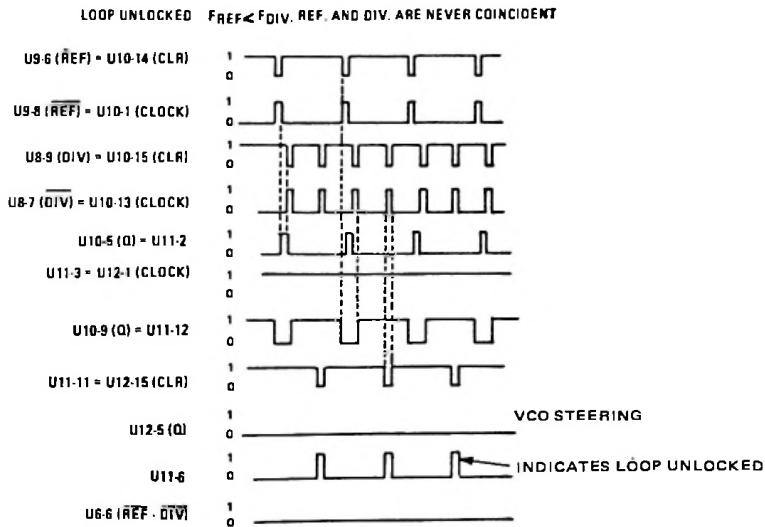 LOOP UNLOCKED FREF< FDIV. REF. AND DIV. ARE NEVER COINCIDENT
U9-6 (REF) = U10-14 (CLR) 1
0
U9-8 (REF) = U10-1 (CLOCK) 1
0
U8-9 (DIV) = U10-15 (CLR) 1
0
U8-7 (DIV) = U10-13 (CLOCK) 1
0
U10-5 (Q) = U11-2 1
0
U11-3 = U12-1 (CLOCK) 1
0
U10-9 (Q) = U11-12 1
0
U11-11 = U12-15 (CLR) 1
0
U12-5 (Q) 1
0
VCO STEERING
U11-6 1
0
INDICATES LOOP UNLOCKED
U6-6 (REF · DIV) 1
0